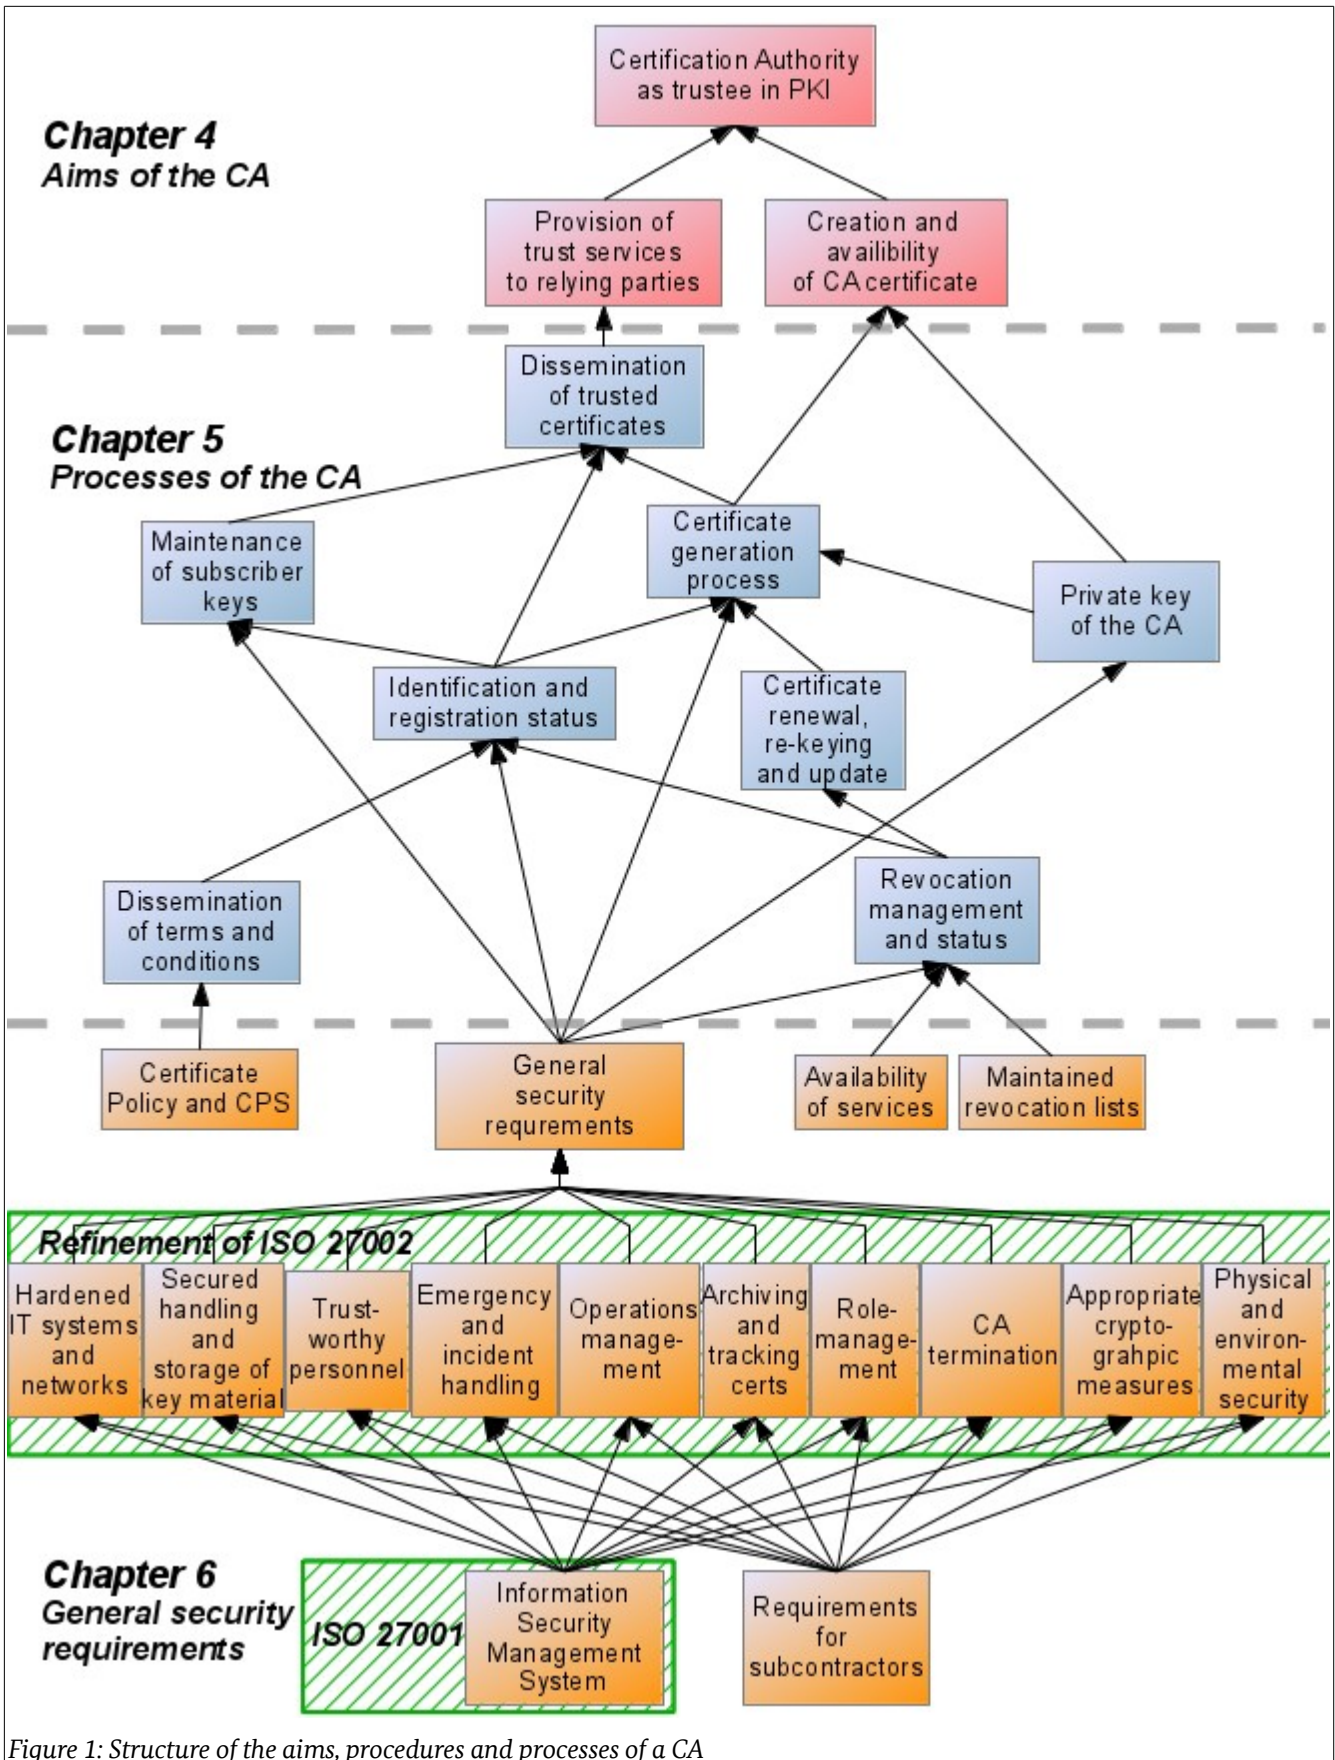 Certification Authority
as trustee in PKI
Chapter 4
Aims of the CA
Provision of
trust services
to relying parties
Creation and
availibility
of CA certificate
Dissemination
of trusted
certificates
Chapter 5
Processes of the CA
Maintenance
of subscriber
keys
Certificate
generation
process
Private key
of the CA
Identification and
registration status
Certificate
renewal,
re-keying
and update
Dissemination
of terms and
conditions
Revocation
management
and status
Certificate
Policy and CPS
General
security
requrements
Availability
of services
Maintained
revocation lists
Refinement of ISO 27002
Hardened
IT systems
and
networks
Secured
handling
and
storage of
key material
Trust-
worthy
personnel
Emergency
and
incident
handling
Operations
manage-
ment
Archiving
and
tracking
certs
Role-
manage-
ment
CA
termination
Appropriate
crypto-
grahpic
measures
Physical
and
environ-
mental
security
Chapter 6
General security
requirements
ISO 27001
Information
Security
Management
System
Requirements
for
subcontractors
Figure 1: Structure of the aims, procedures and processes of a CA